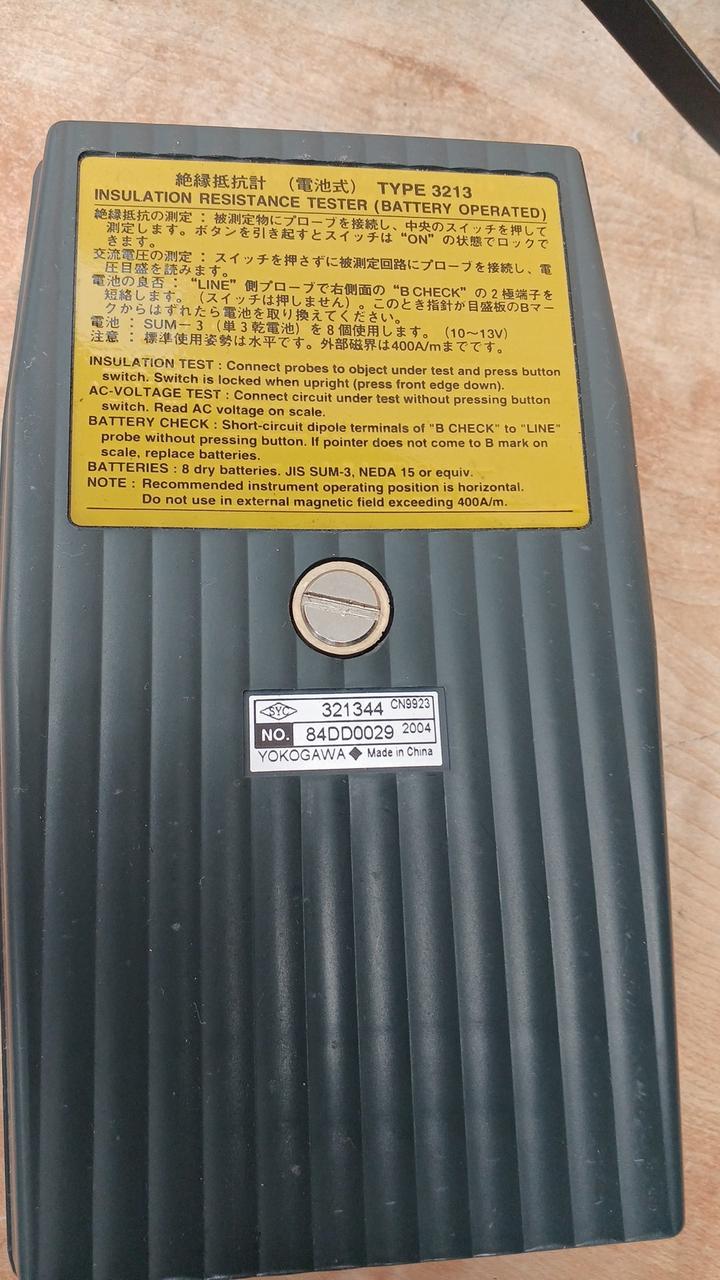 絶縁抵抗計 （電池式） TYPE 3213
INSULATION RESISTANCE TESTER (BATTERY OPERATED)
絶縁抵抗の測定 : 被測定物にプローブを接続し、中央のスイッチを押して
測定します。ボタンを引き起すとスイッチは "ON" の状態でロックで
きます。
交流電圧の測定 : スイッチを押さずに被測定回路にプローブを接続し、電
圧目盛を読みます。
電池の良否 : "LINE" 側プローブで右側面の "B CHECK" の2極端子を
短絡します。（スイッチは押しません）。このとき指針が目盛板のBマー
クからはずれたら電池を取り換えてください。
電池 : SUM－3（単3乾電池）を8個使用します。（10～13V）
注意 : 標準使用姿勢は水平です。外部磁界は400A/mまでです。
INSULATION TEST : Connect probes to object under test and press button
switch. Switch is locked when upright (press front edge down).
AC-VOLTAGE TEST : Connect circuit under test without pressing button
switch. Read AC voltage on scale.
BATTERY CHECK : Short-circuit dipole terminals of "B CHECK" to "LINE"
probe without pressing button. If pointer does not come to B mark on
scale, replace batteries.
BATTERIES : 8 dry batteries. JIS SUM-3, NEDA 15 or equiv.
NOTE : Recommended instrument operating position is horizontal.
Do not use in external magnetic field exceeding 400A/m.
SYC 321344 CN9923
NO. 84DD0029 2004
YOKOGAWA ◆ Made in China